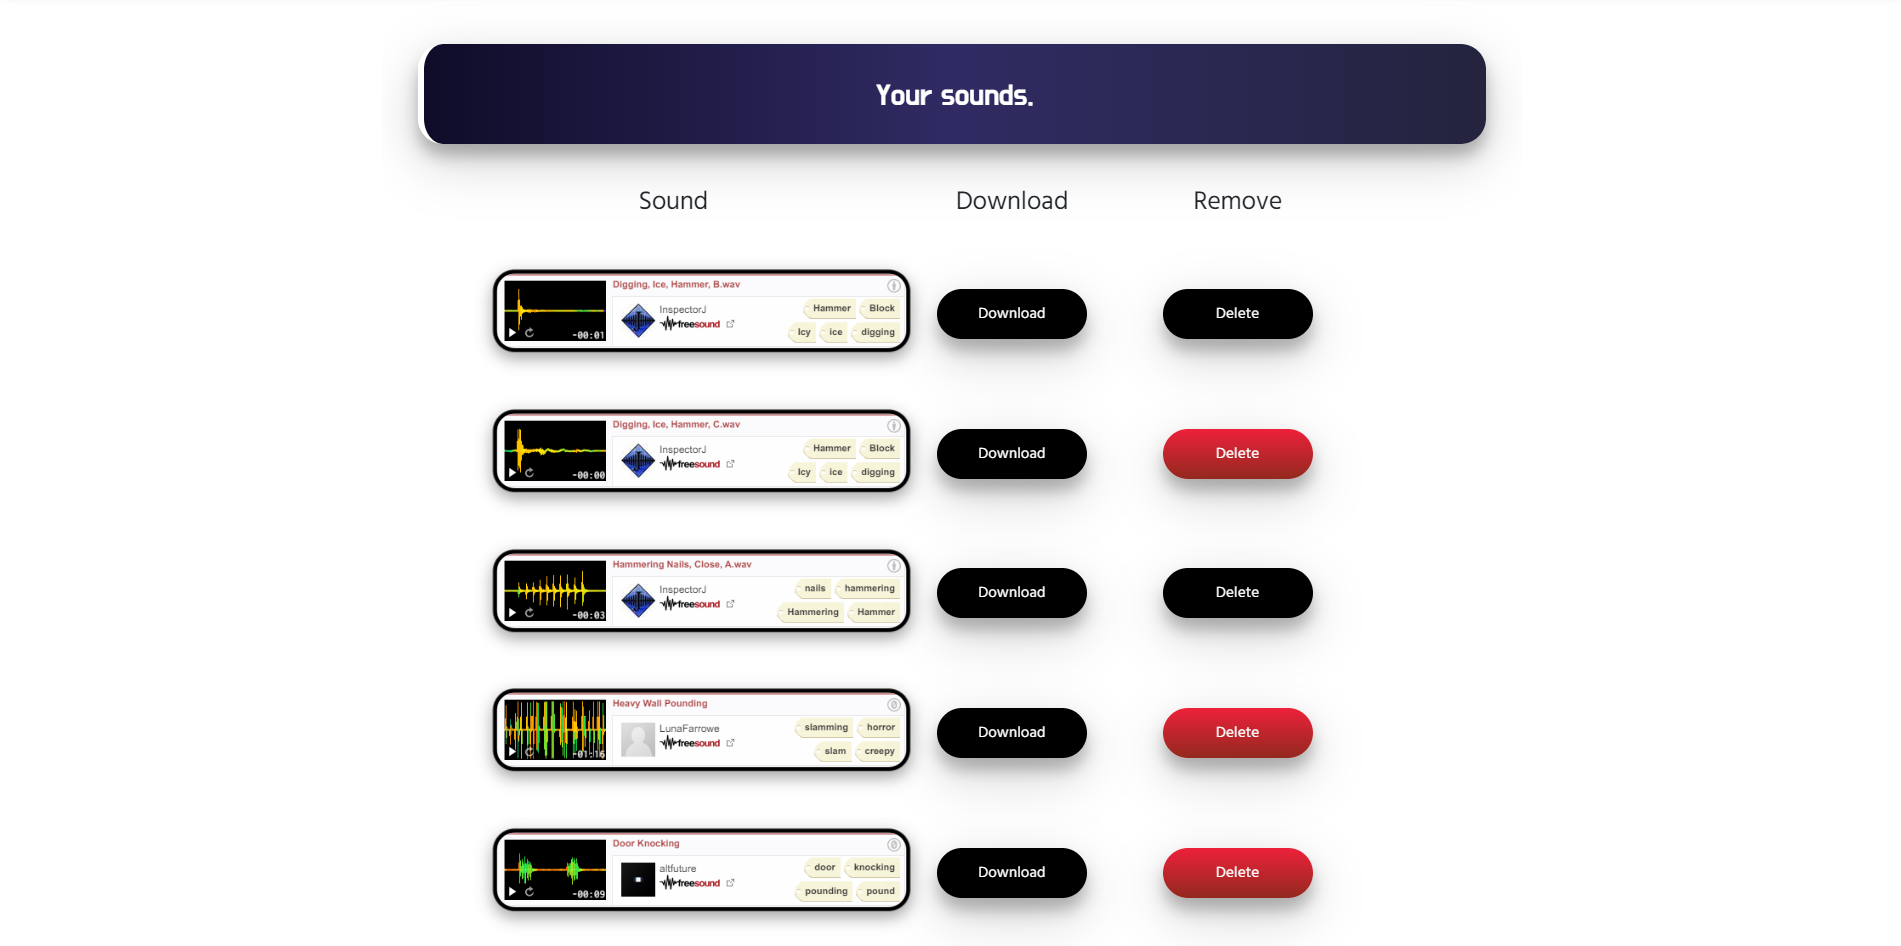 Your sounds.
Sound Download Remove
Digging, Ice, Hammer, B.wav
InspectorJ
freesound
Hammer Block
Icy ice digging
-00:01
Download Delete
Digging, Ice, Hammer, C.wav
InspectorJ
freesound
Hammer Block
Icy ice digging
-00:00
Download Delete
Hammering Nails, Close, A.wav
InspectorJ
freesound
nails hammering
Hammering Hammer
-00:03
Download Delete
Heavy Wall Pounding
LunaFarrowe
freesound
slamming horror
slam creepy
-01:16
Download Delete
Door Knocking
altfuture
freesound
door knocking
pounding pound
-00:09
Download Delete